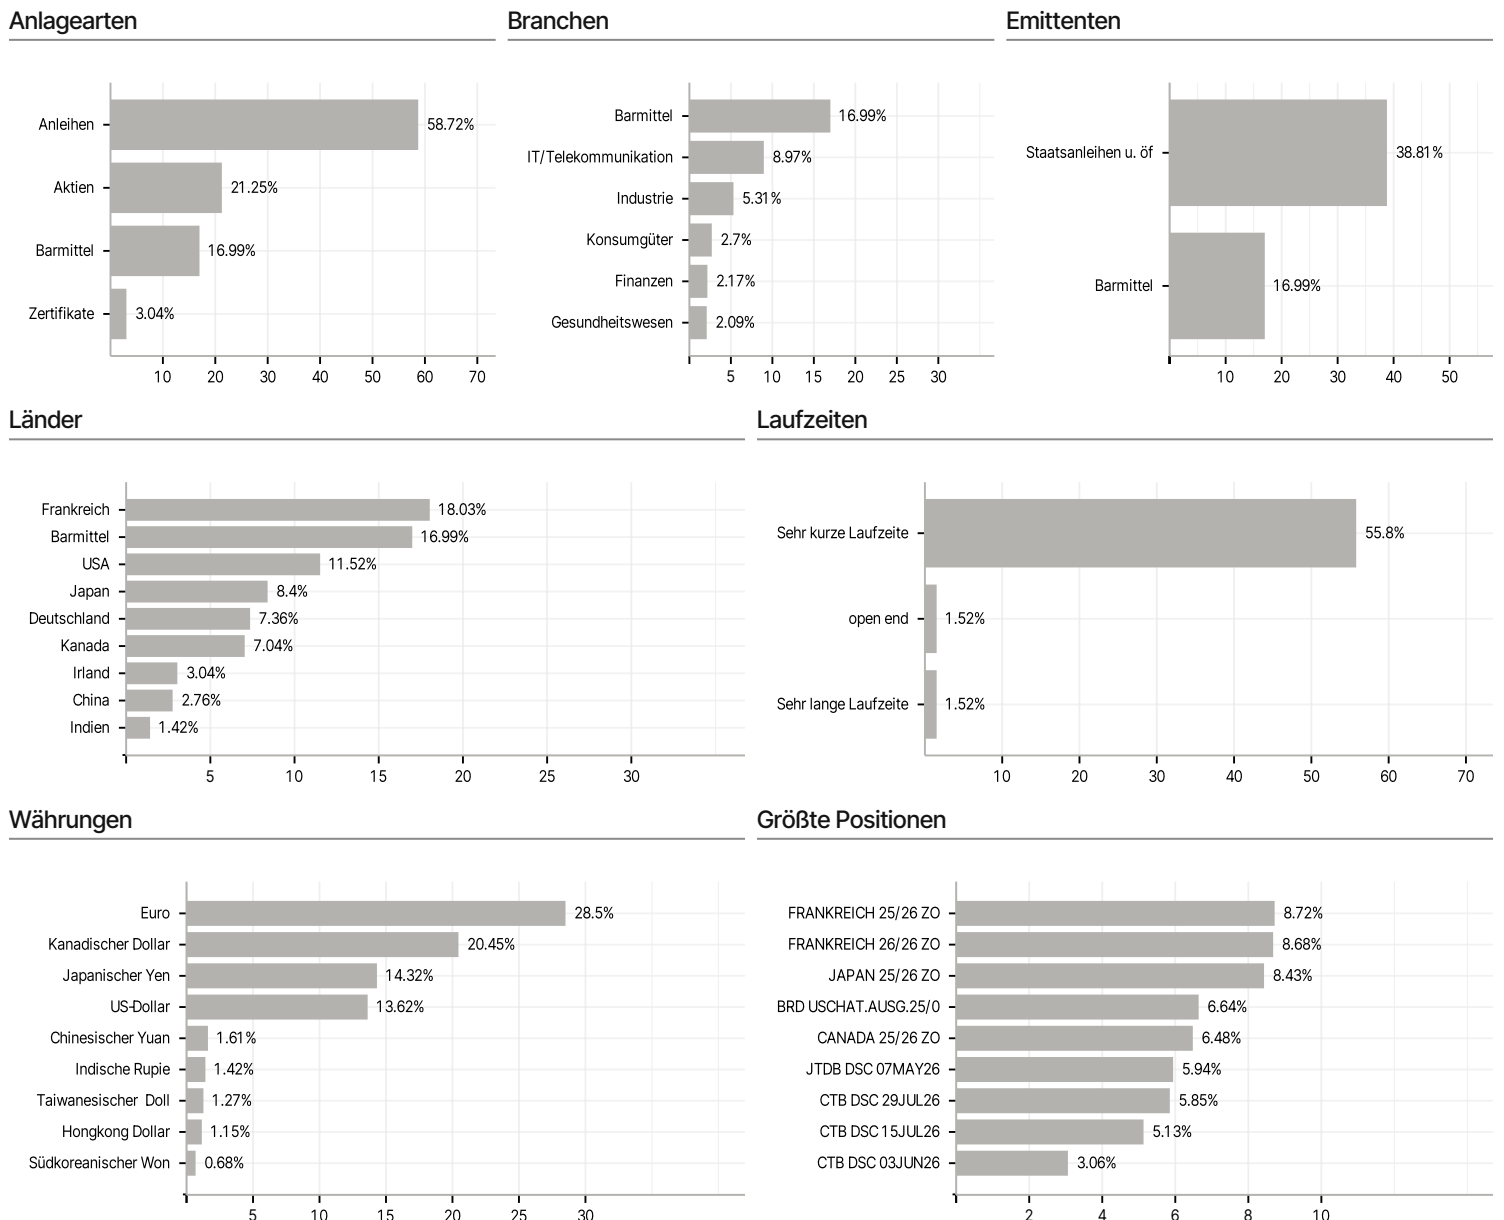 Anlagearten
Anleihen 58.72%
Aktien 21.25%
Barmittel 16.99%
Zertifikate 3.04%
10 20 30 40 50 60 70
Branchen
Barmittel 16.99%
IT/Telekommunikation 8.97%
Industrie 5.31%
Konsumgüter 2.7%
Finanzen 2.17%
Gesundheitswesen 2.09%
5 10 15 20 25 30
Emittenten
Staatsanleihen u. öf 38.81%
Barmittel 16.99%
10 20 30 40 50
Länder
Frankreich 18.03%
Barmittel 16.99%
USA 11.52%
Japan 8.4%
Deutschland 7.36%
Kanada 7.04%
Irland 3.04%
China 2.76%
Indien 1.42%
5 10 15 20 25 30
Laufzeiten
Sehr kurze Laufzeite 55.8%
open end 1.52%
Sehr lange Laufzeite 1.52%
10 20 30 40 50 60 70
Währungen
Euro 28.5%
Kanadischer Dollar 20.45%
Japanischer Yen 14.32%
US-Dollar 13.62%
Chinesischer Yuan 1.61%
Indische Rupie 1.42%
Taiwanesischer Doll 1.27%
Hongkong Dollar 1.15%
Südkoreanischer Won 0.68%
5 10 15 20 25 30
Größte Positionen
FRANKREICH 25/26 ZO 8.72%
FRANKREICH 26/26 ZO 8.68%
JAPAN 25/26 ZO 8.43%
BRD USCHAT.AUSG.25/0 6.64%
CANADA 25/26 ZO 6.48%
JTDB DSC 07MAY26 5.94%
CTB DSC 29JUL26 5.85%
CTB DSC 15JUL26 5.13%
CTB DSC 03JUN26 3.06%
2 4 6 8 10